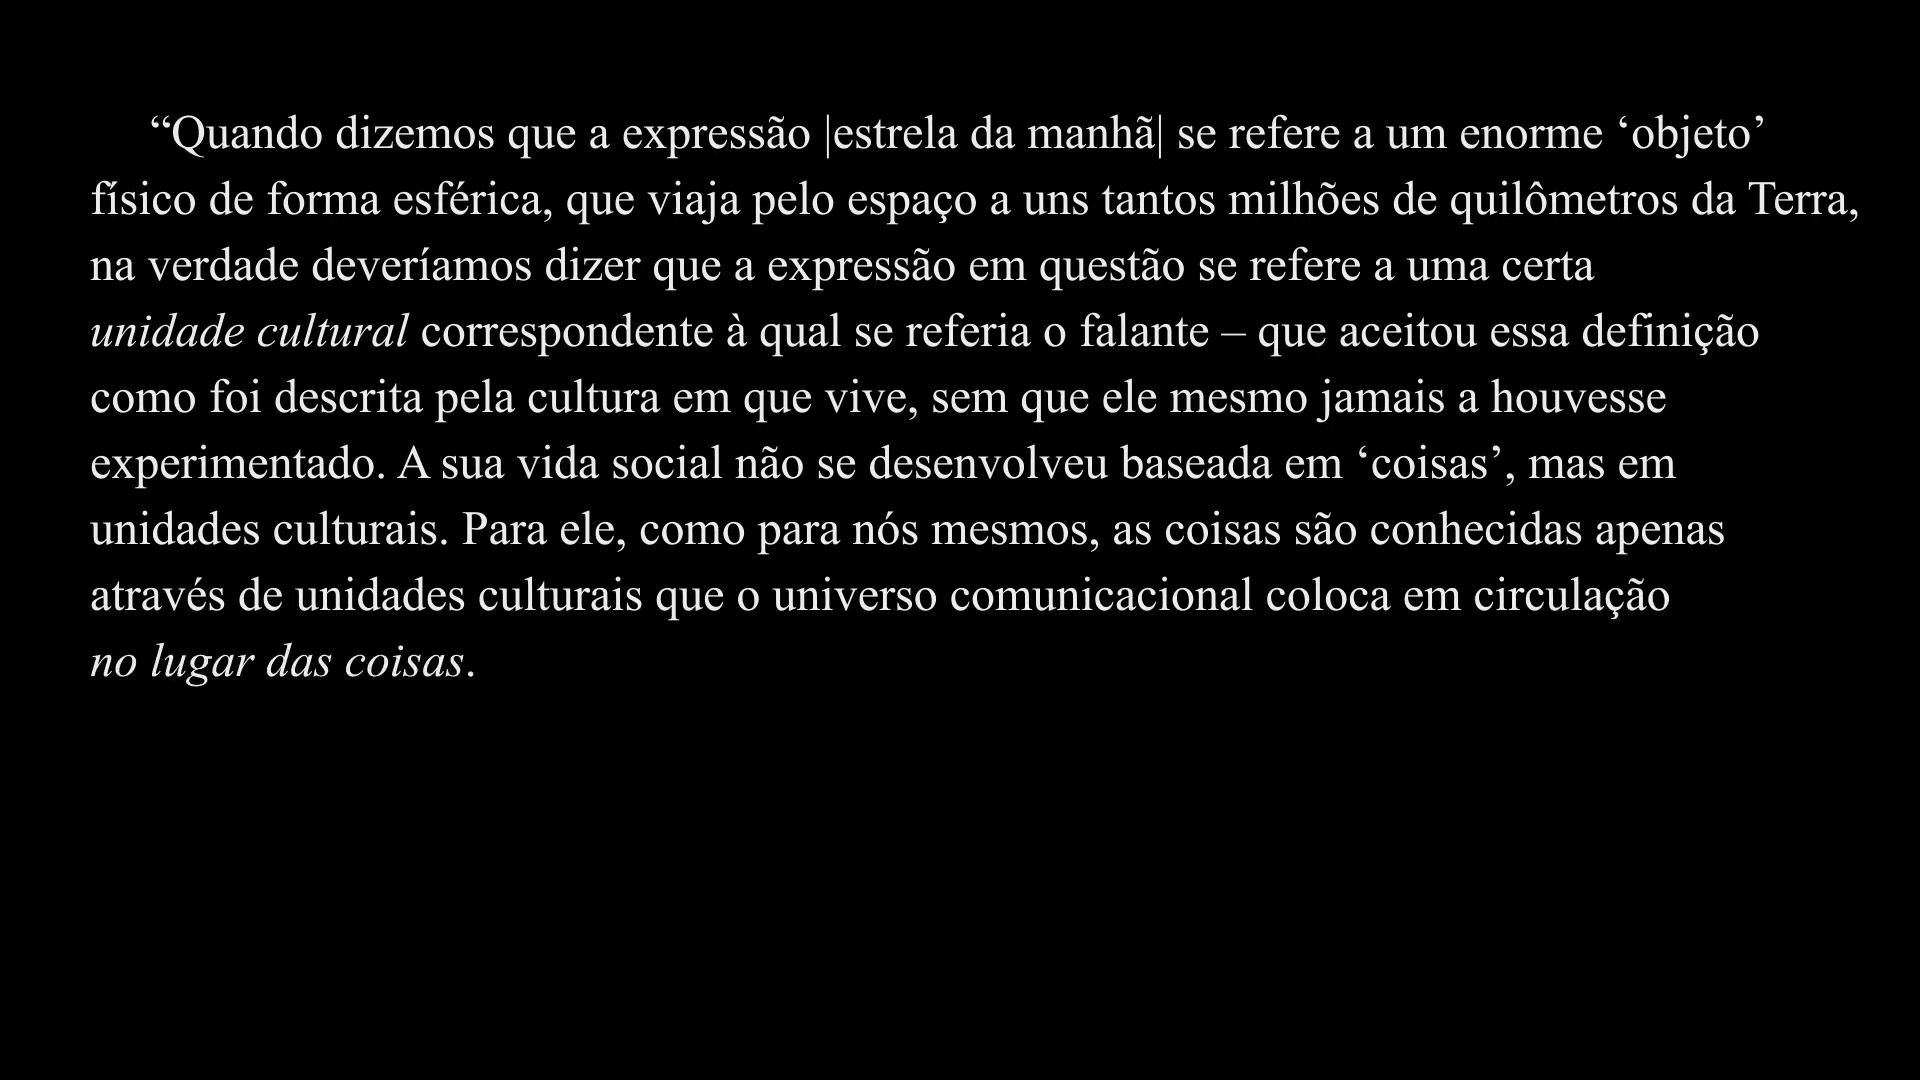 “Quando dizemos que a expressão |estrela da manhã| se refere a um enorme ‘objeto’
físico de forma esférica, que viaja pelo espaço a uns tantos milhões de quilômetros da Terra,
na verdade deveríamos dizer que a expressão em questão se refere a uma certa
unidade cultural correspondente à qual se referia o falante – que aceitou essa definição
como foi descrita pela cultura em que vive, sem que ele mesmo jamais a houvesse
experimentado. A sua vida social não se desenvolveu baseada em ‘coisas’, mas em
unidades culturais. Para ele, como para nós mesmos, as coisas são conhecidas apenas
através de unidades culturais que o universo comunicacional coloca em circulação
no lugar das coisas.